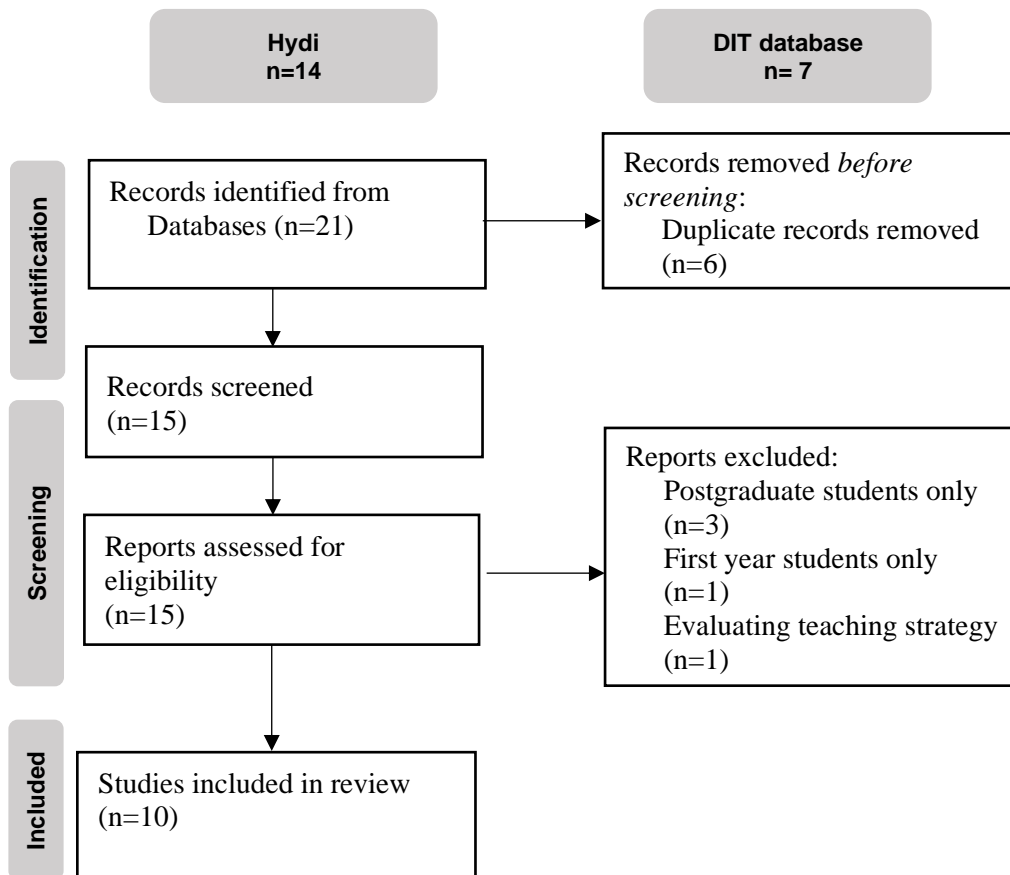 Hydi
n=14
DIT database
n= 7
Identification
Records identified from
Databases (n=21)
Records removed before
screening:
Duplicate records removed
(n=6)
Records screened
(n=15)
Screening
Reports assessed for
eligibility
(n=15)
Reports excluded:
Postgraduate students only
(n=3)
First year students only
(n=1)
Evaluating teaching strategy
(n=1)
Included
Studies included in review
(n=10)